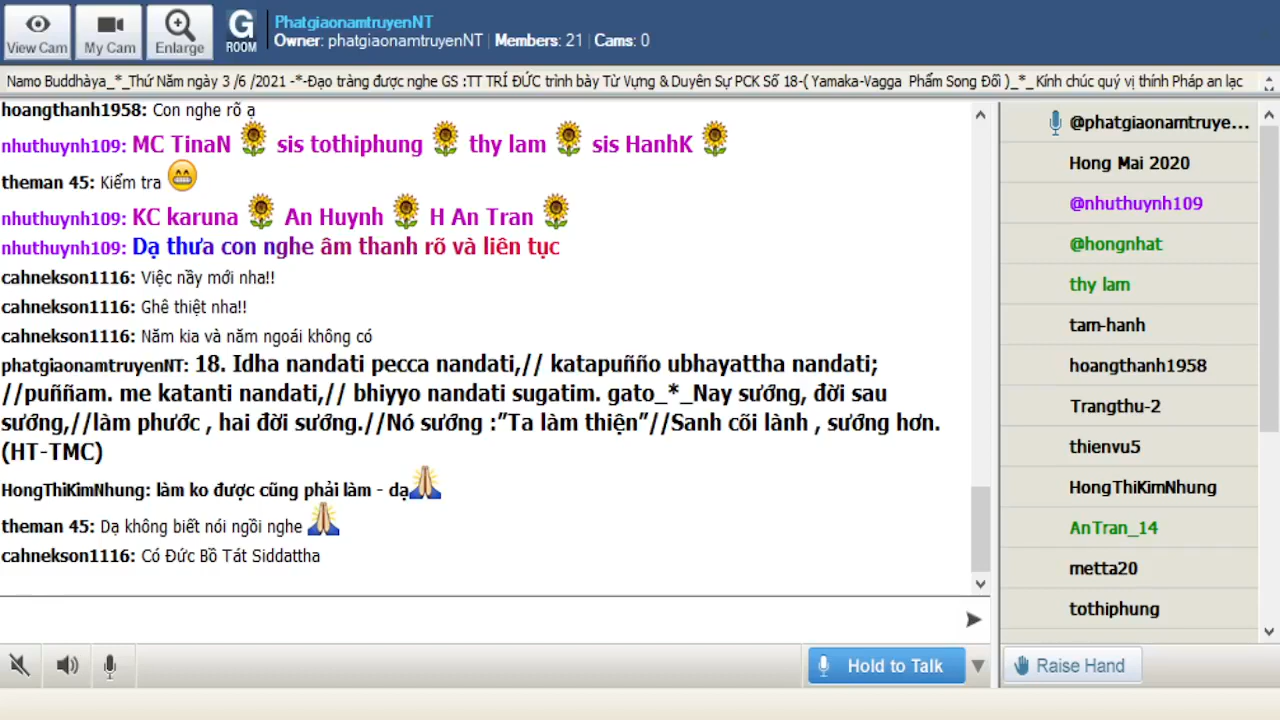 View Cam
My Cam
Enlarge
G
ROOM
PhatgiaonamtruyenNT
Owner: phatgiaonamtruyenNT | Members: 21 | Cams: 0
Namo Buddhàya_*_Thứ Năm ngày 3 /6 /2021 -*-Đạo tràng được nghe GS :TT TRÍ ĐỨC trình bày Từ Vựng & Duyên Sự PCK Số 18-( Yamaka-Vagga Phẩm Song Đối )_*_ Kính chúc quý vị thính Pháp an lạc
hoangthanh1958: Con nghe rõ ạ
nhuthuynh109: MC TinaN sis tothiphung thy lam sis HanhK
theman 45: Kiểm tra
nhuthuynh109: KC karuna An Huynh H An Tran
nhuthuynh109: Dạ thưa con nghe âm thanh rõ và liên tục
cahnekson1116: Việc nầy mới nha!!
cahnekson1116: Ghê thiệt nha!!
cahnekson1116: Năm kia và năm ngoái không có
phatgiaonamtruyenNT: 18. Idha nandati pecca nandati,// katapuñño ubhayattha nandati;
//puññam. me katanti nandati,// bhiyyo nandati sugatim. gato_*_Nay sướng, đời sau
sướng,//làm phước , hai đời sướng.//Nó sướng :”Ta làm thiện”//Sanh cõi lành , sướng hơn.
(HT-TMC)
HongThiKimNhung: làm ko được cũng phải làm - dạ
theman 45: Dạ không biết nói ngồi nghe
cahnekson1116: Có Đức Bồ Tát Siddattha
Hold to Talk
@phatgiaonamtruye...
Hong Mai 2020
@nhuthuynh109
@hongnhat
thy lam
tam-hanh
hoangthanh1958
Trangthu-2
thienvu5
HongThiKimNhung
AnTran_14
metta20
tothiphung
Raise Hand